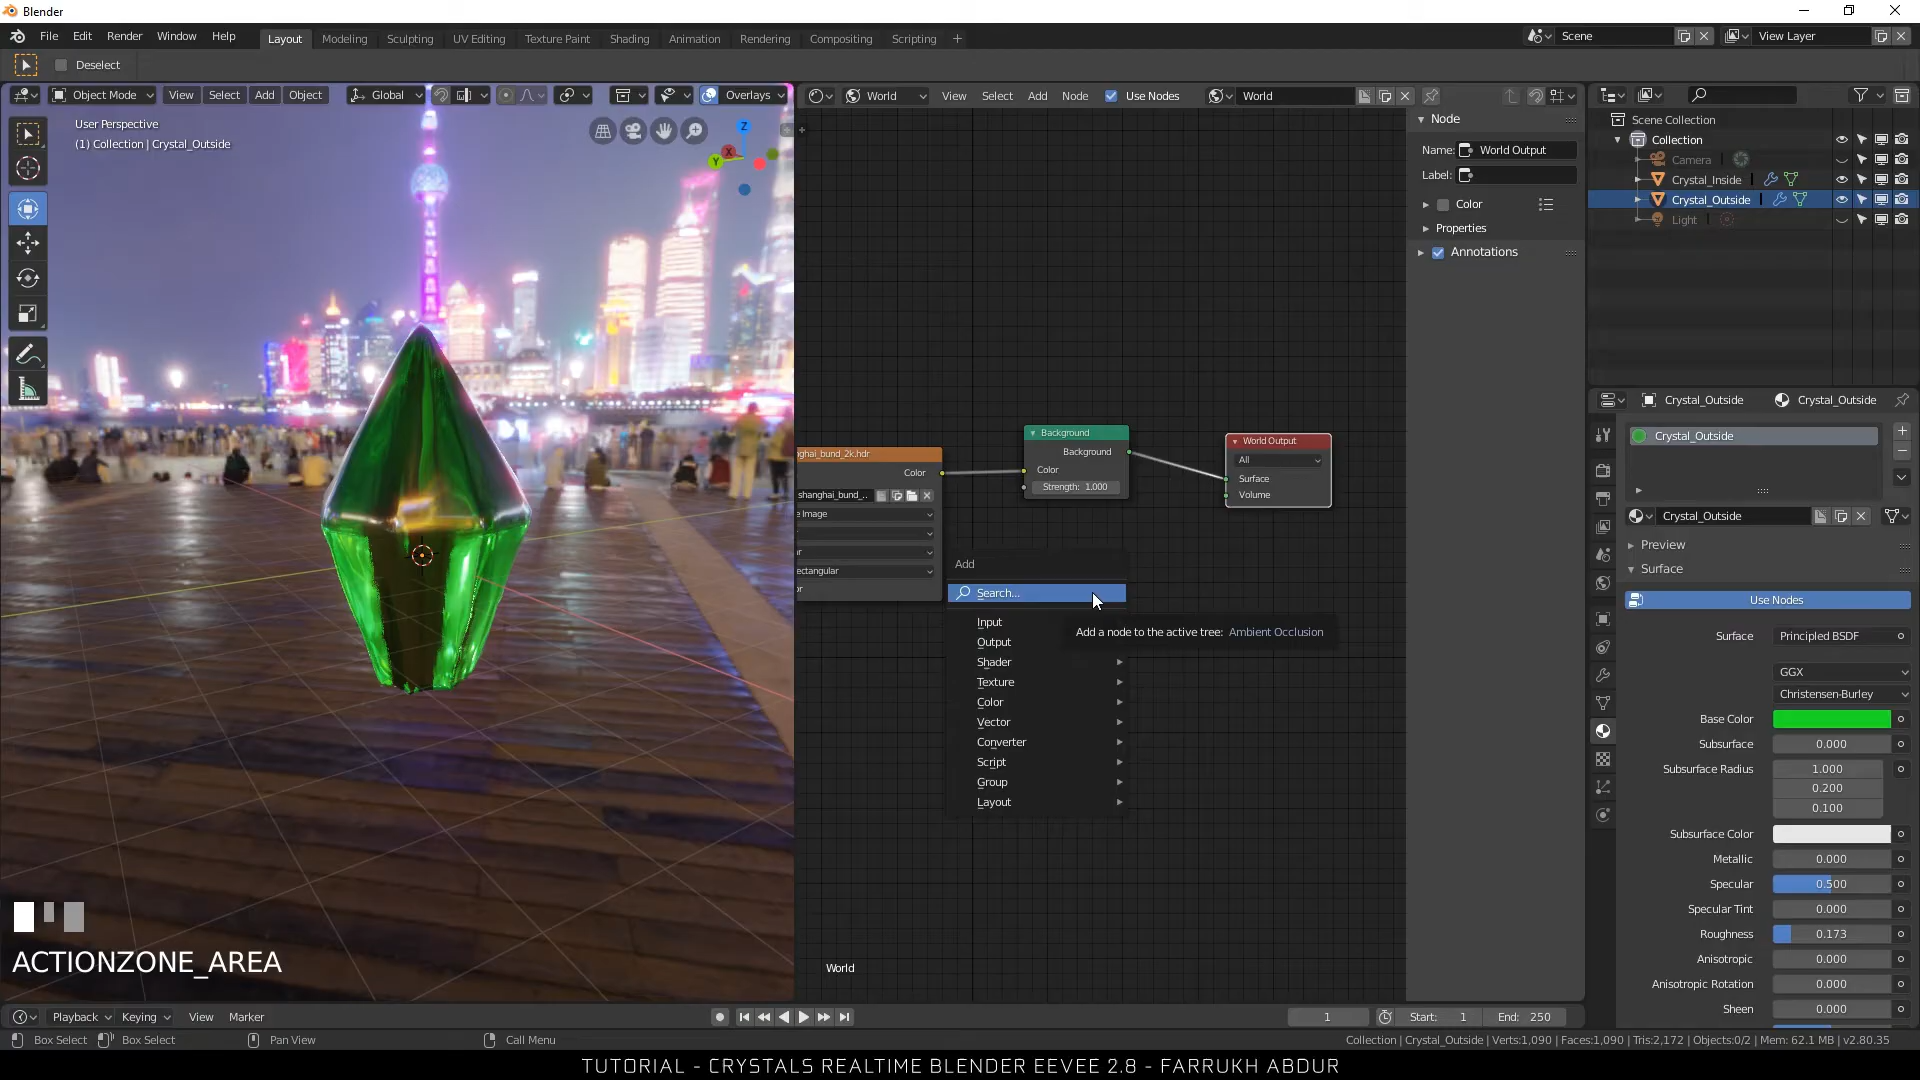 Blender
File Edit Render Window Help Layout Modeling Sculpting UV Editing Texture Paint Shading Animation Rendering Compositing Scripting + Scene View Layer
Deselect
Object Mode View Select Add Object Global Overlays
User Perspective
(1) Collection | Crystal_Outside
Z
X
Y
ACTIONZONE_AREA
World View Select Add Node Use Nodes World
ghai_bund_2k.hdr
Color
shanghai_bund_..
e Image
ar
ectangular
or
Background
Background
Color
Strength: 1.000
World Output
All
Surface
Volume
Add
Search...
Input
Output
Shader
Texture
Color
Vector
Converter
Script
Group
Layout
Add a node to the active tree: Ambient Occlusion
World
Node
Name: World Output
Label:
Color
Properties
Annotations
Scene Collection
Collection
Camera
Crystal_Inside
Crystal_Outside
Light
Crystal_Outside Crystal_Outside
Crystal_Outside
Crystal_Outside
Preview
Surface
Use Nodes
Surface Principled BSDF
GGX
Christensen-Burley
Base Color
Subsurface 0.000
Subsurface Radius 1.000
0.200
0.100
Subsurface Color
Metallic 0.000
Specular 0.500
Specular Tint 0.000
Roughness 0.173
Anisotropic 0.000
Anisotropic Rotation 0.000
Sheen 0.000
Playback Keying View Marker 1 Start: 1 End: 250
Box Select Box Select Pan View Call Menu Collection | Crystal_Outside | Verts:1,090 | Faces:1,090 | Tris:2,172 | Objects:0/2 | Mem: 62.1 MB | v2.80.35
TUTORIAL - CRYSTALS REALTIME BLENDER EEVEE 2.8 - FARRUKH ABDUR